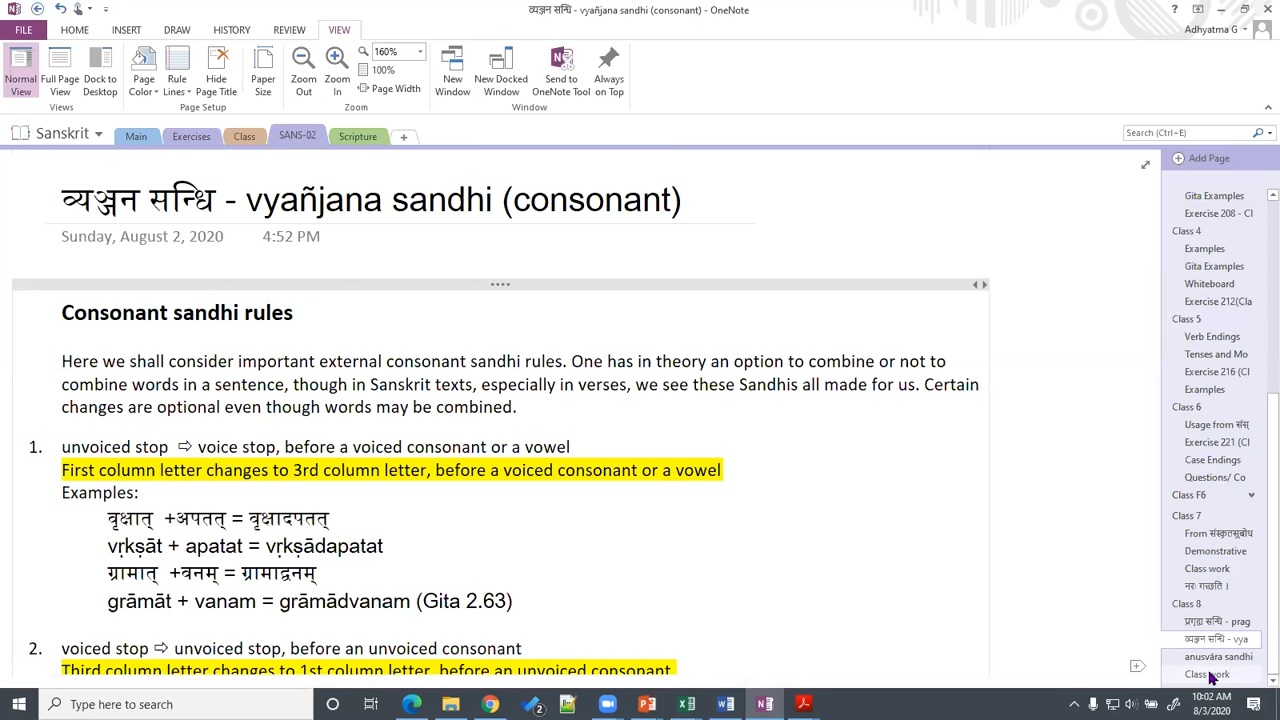 व्यञ्जन सन्धि - vyañjana sandhi (consonant) - OneNote
FILE HOME INSERT DRAW HISTORY REVIEW VIEW
Adhyatma G
Normal View
Full Page View
Dock to Desktop
Views
Page Color
Rule Lines
Hide Page Title
Paper Size
Page Setup
Zoom Out
Zoom In
160%
100%
Page Width
Zoom
New Window
New Docked Window
Send to OneNote Tool
Always on Top
Window
Sanskrit Main Exercises Class SANS-02 Scripture
Search (Ctrl+E)
व्यञ्जन सन्धि - vyañjana sandhi (consonant)
Sunday, August 2, 2020 4:52 PM
Consonant sandhi rules
Here we shall consider important external consonant sandhi rules. One has in theory an option to combine or not to
combine words in a sentence, though in Sanskrit texts, especially in verses, we see these Sandhis all made for us. Certain
changes are optional even though words may be combined.
1. unvoiced stop ⇨ voice stop, before a voiced consonant or a vowel
First column letter changes to 3rd column letter, before a voiced consonant or a vowel
Examples:
वृक्षात् +अपतत् = वृक्षादपतत्
vṛkṣāt + apatat = vṛkṣādapatat
ग्रामात् +वनम् = ग्रामाद्वनम्
grāmāt + vanam = grāmādvanam (Gita 2.63)
2. voiced stop ⇨ unvoiced stop, before an unvoiced consonant
Third column letter changes to 1st column letter, before an unvoiced consonant
Add Page
Gita Examples
Exercise 208 - Cl
Class 4
Examples
Gita Examples
Whiteboard
Exercise 212(Cla
Class 5
Verb Endings
Tenses and Mo
Exercise 216 (Cl
Examples
Class 6
Usage from संस्
Exercise 221 (Cl
Case Endings
Questions/ Co
Class F6
Class 7
From संस्कृतसुबोध
Demonstrative
Class work
नरः गच्छति ।
Class 8
प्रगृह्य सन्धि - prag
व्यञ्जन सन्धि - vya
anusvāra sandhi
Class work
Type here to search
10:02 AM
8/3/2020